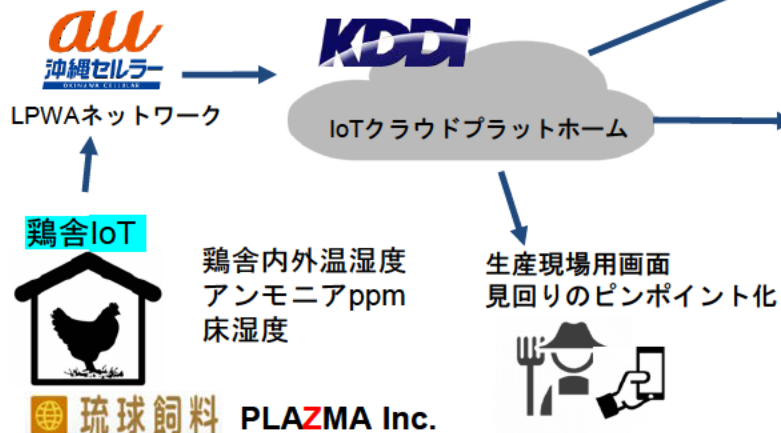 au
沖縄セルラー
OKINAWA CELLULAR
LPWAネットワーク
KDDI
IoTクラウドプラットホーム
鶏舎IoT
鶏舎内外温湿度
アンモニアppm
床湿度
生産現場用画面
見回りのピンポイント化
琉球飼料
PLAZMA Inc.